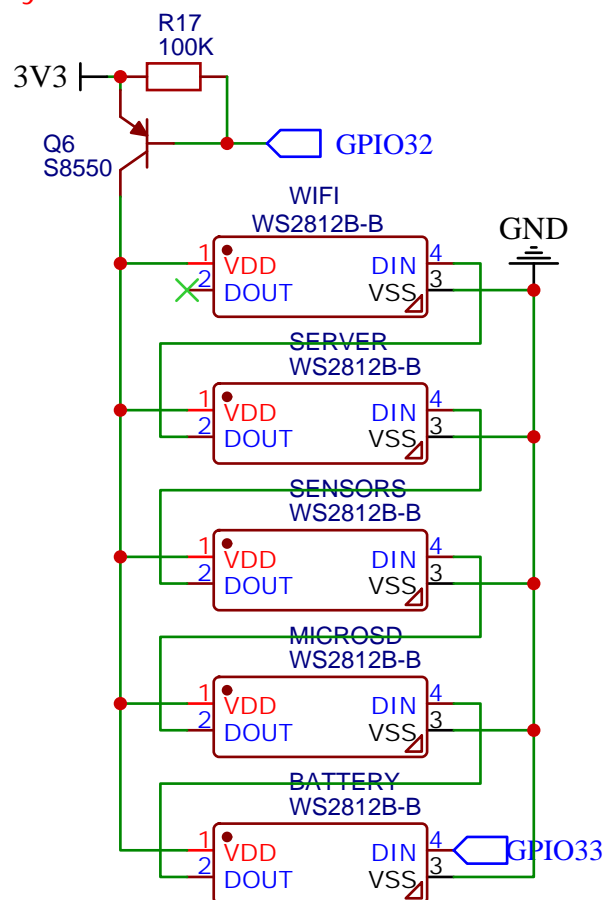 R17
100K
3V3
Q6
S8550
GPIO32
WIFI
WS2812B-B
GND
1 VDD DIN 4
2 DOUT VSS 3
SERVER
WS2812B-B
1 VDD DIN 4
2 DOUT VSS 3
SENSORS
WS2812B-B
1 VDD DIN 4
2 DOUT VSS 3
MICROSD
WS2812B-B
1 VDD DIN 4
2 DOUT VSS 3
BATTERY
WS2812B-B
1 VDD DIN 4 GPIO33
2 DOUT VSS 3